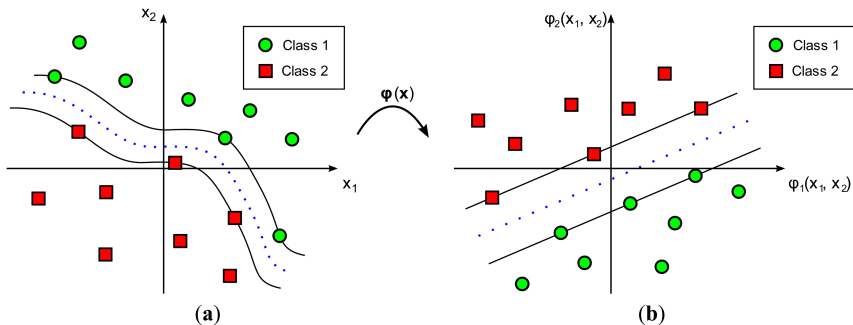 x2
Class 1
Class 2
x1
(a)
φ(x)
φ2(x1, x2)
Class 1
Class 2
φ1(x1, x2)
(b)